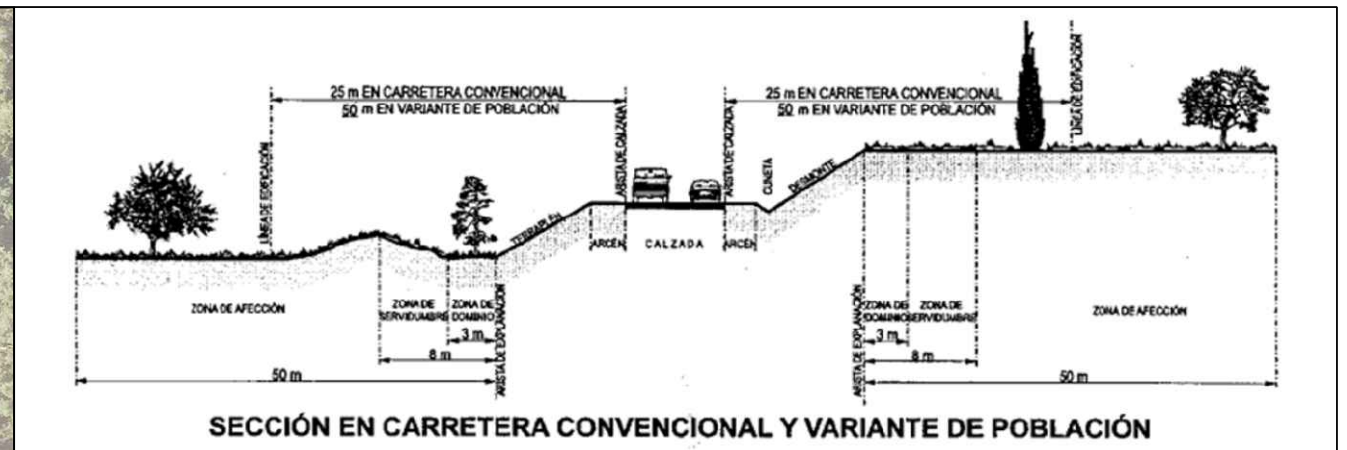 25 m EN CARRETERA CONVENCIONAL
50 m EN VARIANTE DE POBLACIÓN
25 m EN CARRETERA CONVENCIONAL
50 m EN VARIANTE DE POBLACIÓN
LÍNEA DE EDIFICACIÓN
ARISTA DE CALZADA
ARISTA DE CALZADA
CUNETA
LÍNEA DE EDIFICACIÓN
TERRAPLÉN
DESMONTE
ARCÉN
CALZADA
ARCÉN
ZONA DE AFECCIÓN
ZONA DE
SERVIDUMBRE
ZONA DE
DOMINIO
ARISTA DE EXPLANACIÓN
3 m
8 m
50 m
ARISTA DE EXPLANACIÓN
ZONA DE
DOMINIO
ZONA DE
SERVIDUMBRE
ZONA DE AFECCIÓN
3 m
8 m
50 m
SECCIÓN EN CARRETERA CONVENCIONAL Y VARIANTE DE POBLACIÓN